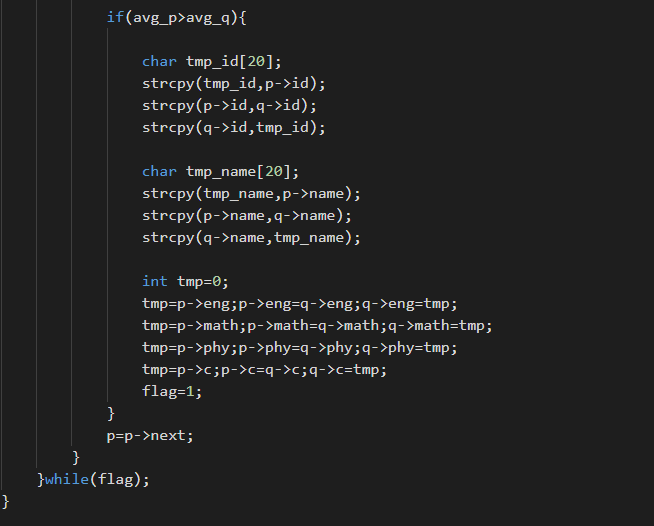 if(avg_p>avg_q){
char tmp_id[20];
strcpy(tmp_id,p->id);
strcpy(p->id,q->id);
strcpy(q->id,tmp_id);
char tmp_name[20];
strcpy(tmp_name,p->name);
strcpy(p->name,q->name);
strcpy(q->name,tmp_name);
int tmp=0;
tmp=p->eng;p->eng=q->eng;q->eng=tmp;
tmp=p->math;p->math=q->math;q->math=tmp;
tmp=p->phy;p->phy=q->phy;q->phy=tmp;
tmp=p->c;p->c=q->c;q->c=tmp;
flag=1;
}
p=p->next;
}
}while(flag);
}